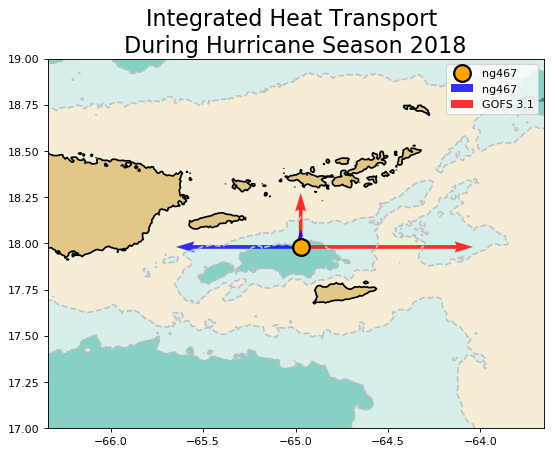 Integrated Heat Transport
During Hurricane Season 2018
19.00
18.75
18.50
18.25
18.00
17.75
17.50
17.25
17.00
−66.0
−65.5
−65.0
−64.5
−64.0
ng467
ng467
GOFS 3.1